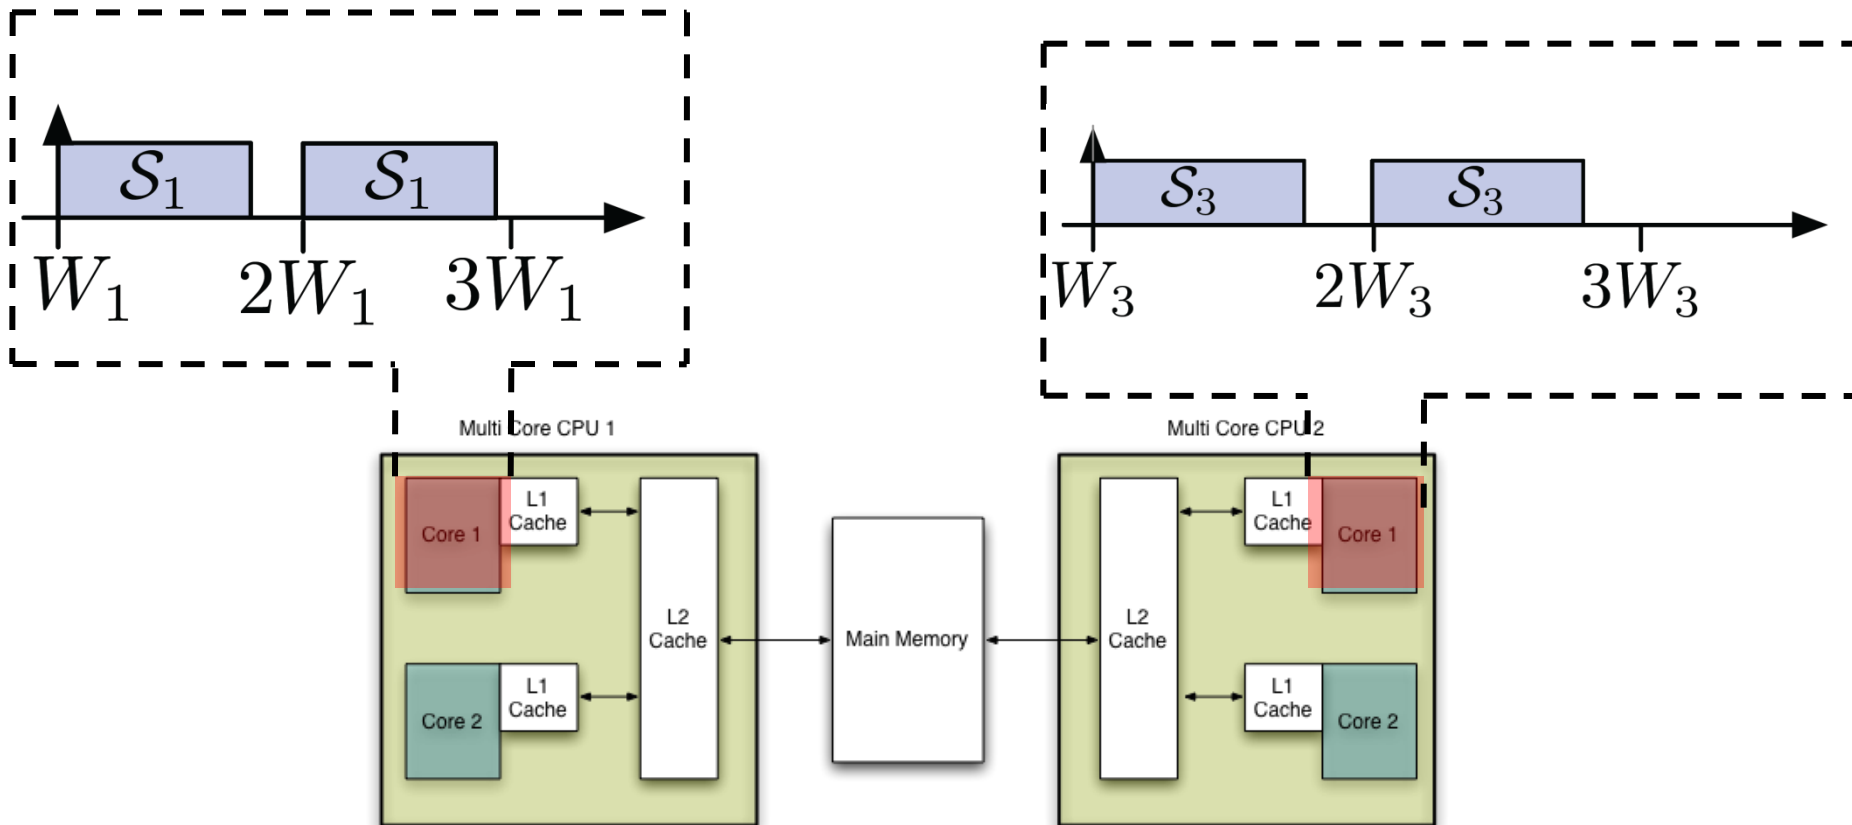 S₁ S₁
W₁ 2W₁ 3W₁
S₃ S₃
W₃ 2W₃ 3W₃
Multi Core CPU 1
Core 1
L1
Cache
L2
Cache
Core 2
L1
Cache
Main Memory
Multi Core CPU 2
L2
Cache
L1
Cache
Core 1
L1
Cache
Core 2